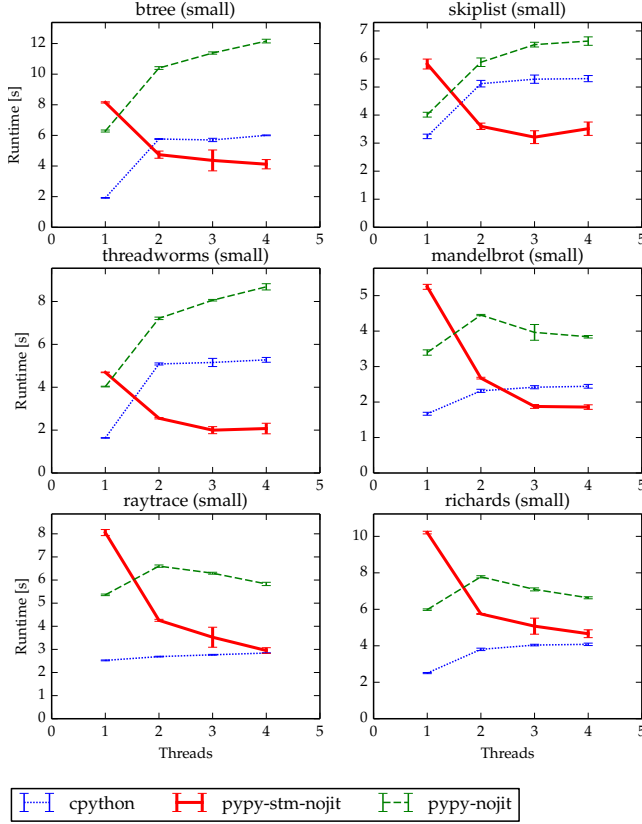 btree (small)
skiplist (small)
Runtime [s]
12
10
8
6
4
2
0
0 1 2 3 4 5
7
6
5
4
3
2
1
0
0 1 2 3 4 5
threadworms (small)
mandelbrot (small)
Runtime [s]
8
6
4
2
0
0 1 2 3 4 5
5
4
3
2
1
0
0 1 2 3 4 5
raytrace (small)
richards (small)
Runtime [s]
8
7
6
5
4
3
2
1
0
0 1 2 3 4 5
Threads
10
8
6
4
2
0
0 1 2 3 4 5
Threads
cpython pypy-stm-nojit pypy-nojit